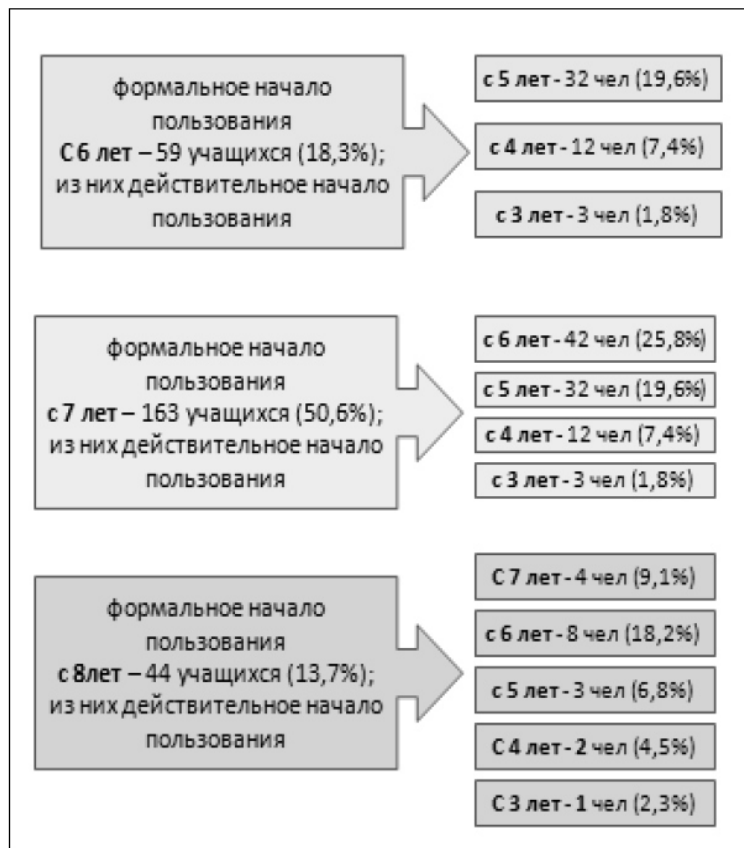 формальное начало
пользования
С 6 лет – 59 учащихся (18,3%);
из них действительное начало
пользования
с 5 лет - 32 чел (19,6%)
с 4 лет - 12 чел (7,4%)
с 3 лет - 3 чел (1,8%)
формальное начало
пользования
с 7 лет – 163 учащихся (50,6%);
из них действительное начало
пользования
с 6 лет - 42 чел (25,8%)
с 5 лет - 32 чел (19,6%)
с 4 лет - 12 чел (7,4%)
с 3 лет - 3 чел (1,8%)
формальное начало
пользования
с 8лет – 44 учащихся (13,7%);
из них действительное начало
пользования
С 7 лет - 4 чел (9,1%)
с 6 лет - 8 чел (18,2%)
с 5 лет - 3 чел (6,8%)
С 4 лет - 2 чел (4,5%)
С 3 лет - 1 чел (2,3%)